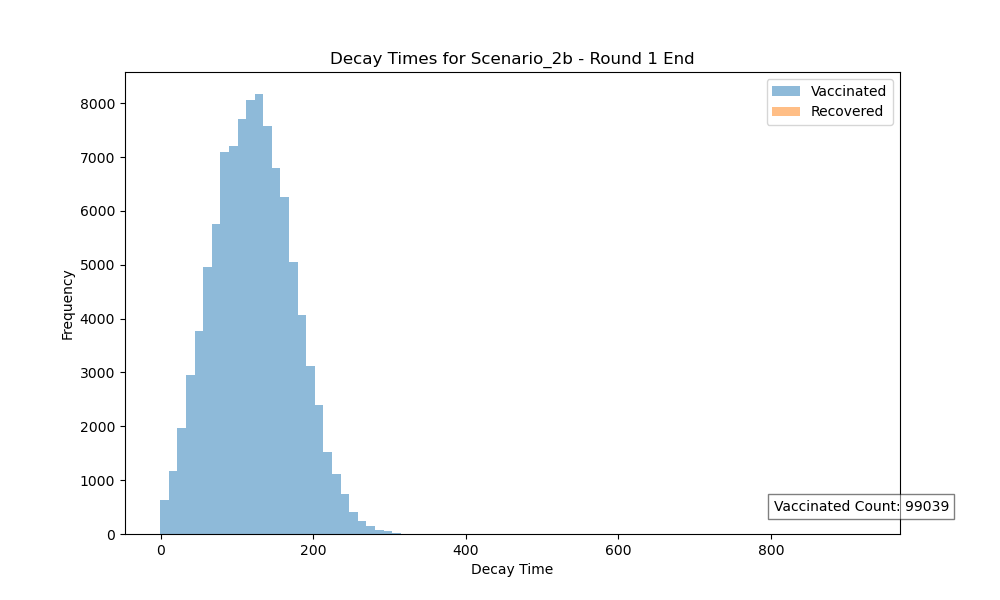 Decay Times for Scenario_2b - Round 1 End
Vaccinated
Recovered
8000
7000
6000
5000
4000
3000
2000
1000
0
Frequency
Vaccinated Count: 99039
0
200
400
600
800
Decay Time